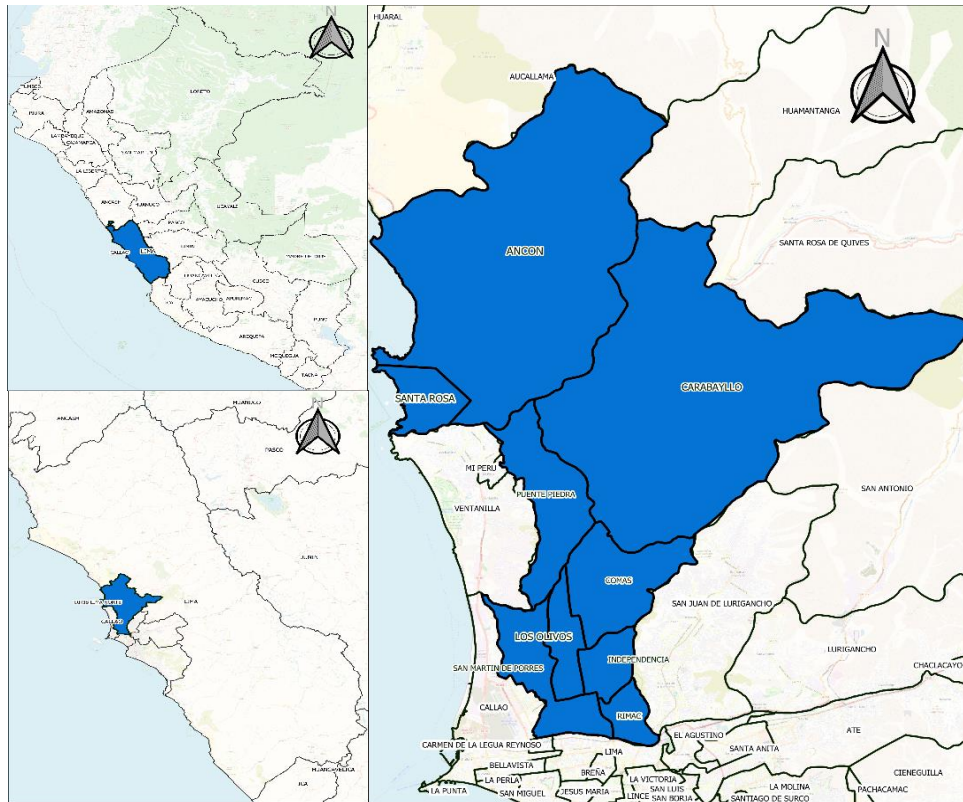 N
LORETO
AMAZONAS
PIURA
CAJAMARCA
LA LIBERTAD
ANCASH
HUANUCO
UCAYALI
PASCO
CALLAO
LIMA
JUNIN
MADRE DE DIOS
CUSCO
ICA
AYACUCHO
APURIMAC
PUNO
AREQUIPA
MOQUEGUA
TACNA
ANCASH
HUANUCO
N
PASCO
JUNIN
LIMA
CALLAO
HUANCAVELICA
ICA
HUARAL
N
AUCALLAMA
HUAMANTANGA
SANTA ROSA DE QUIVES
ANCON
CARABAYLLO
SANTA ROSA
MI PERU
PUENTE PIEDRA
SAN ANTONIO
VENTANILLA
COMAS
SAN JUAN DE LURIGANCHO
LOS OLIVOS
LURIGANCHO
SAN MARTIN DE PORRES
INDEPENDENCIA
CHACLACAYO
CALLAO
RIMAC
EL AGUSTINO
ATE
CARMEN DE LA LEGUA REYNOSO
LIMA
SANTA ANITA
BELLAVISTA
BREÑA
CIENEGUILLA
LA PERLA
LA VICTORIA
LA MOLINA
LA PUNTA
SAN MIGUEL
JESUS MARIA
LINCE
SAN LUIS
SAN BORJA
SANTIAGO DE SURCO
PACHACAMAC